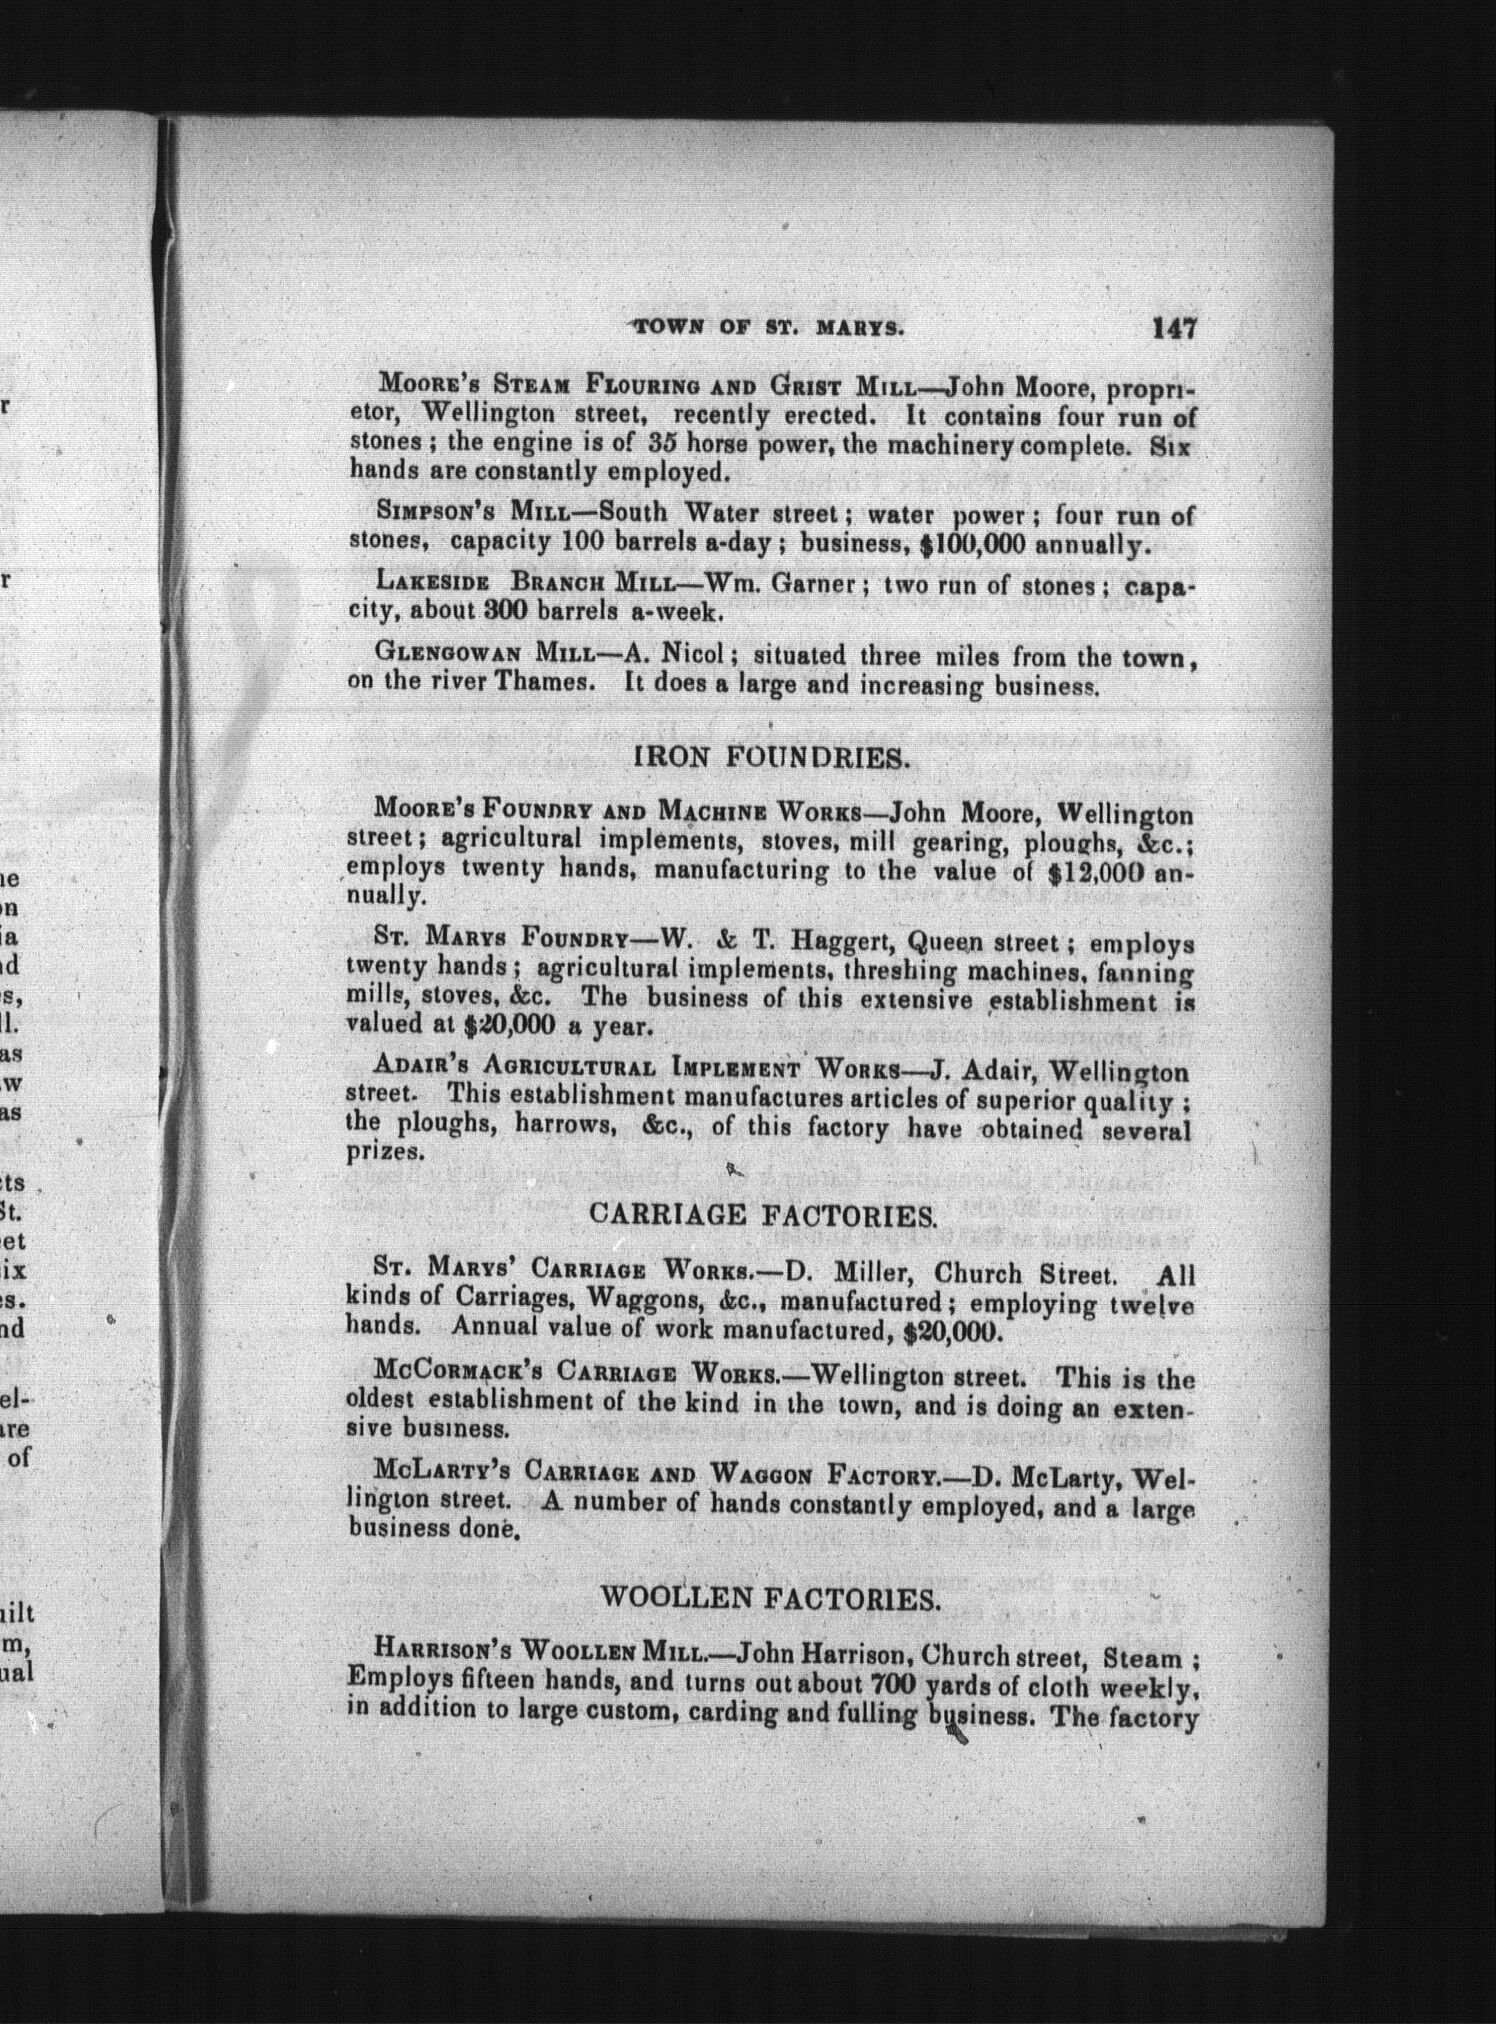 TOWN OF ST. MARYS. 147
MOORE'S STEAM FLOURING AND GRIST MILL—John Moore, propri-
etor, Wellington street, recently erected. It contains four run of
stones; the engine is of 35 horse power, the machinery complete. Six
hands are constantly employed.
SIMPSON'S MILL—South Water street; water power; four run of
stones, capacity 100 barrels a-day; business, $100,000 annually.
LAKESIDE BRANCH MILL—Wm. Garner; two run of stones; capa-
city, about 300 barrels a-week.
GLENGOWAN MILL—A. Nicol; situated three miles from the town,
on the river Thames. It does a large and increasing business.
IRON FOUNDRIES.
MOORE'S FOUNDRY AND MACHINE WORKS—John Moore, Wellington
street; agricultural implements, stoves, mill gearing, ploughs, &c.;
employs twenty hands, manufacturing to the value of $12,000 an-
nually.
ST. MARYS FOUNDRY—W. & T. Haggert, Queen street; employs
twenty hands; agricultural implements, threshing machines, fanning
mills, stoves, &c. The business of this extensive establishment is
valued at $20,000 a year.
ADAIR'S AGRICULTURAL IMPLEMENT WORKS—J. Adair, Wellington
street. This establishment manufactures articles of superior quality;
the ploughs, harrows, &c., of this factory have obtained several
prizes.
CARRIAGE FACTORIES.
ST. MARYS' CARRIAGE WORKS.—D. Miller, Church Street. All
kinds of Carriages, Waggons, &c., manufactured; employing twelve
hands. Annual value of work manufactured, $20,000.
MCCORMACK'S CARRIAGE WORKS.—Wellington street. This is the
oldest establishment of the kind in the town, and is doing an exten-
sive business.
MCLARTY'S CARRIAGE AND WAGGON FACTORY.—D. McLarty, Wel-
lington street. A number of hands constantly employed, and a large
business done.
WOOLLEN FACTORIES.
HARRISON'S WOOLLEN MILL.—John Harrison, Church street, Steam;
Employs fifteen hands, and turns out about 700 yards of cloth weekly,
in addition to large custom, carding and fulling business. The factory